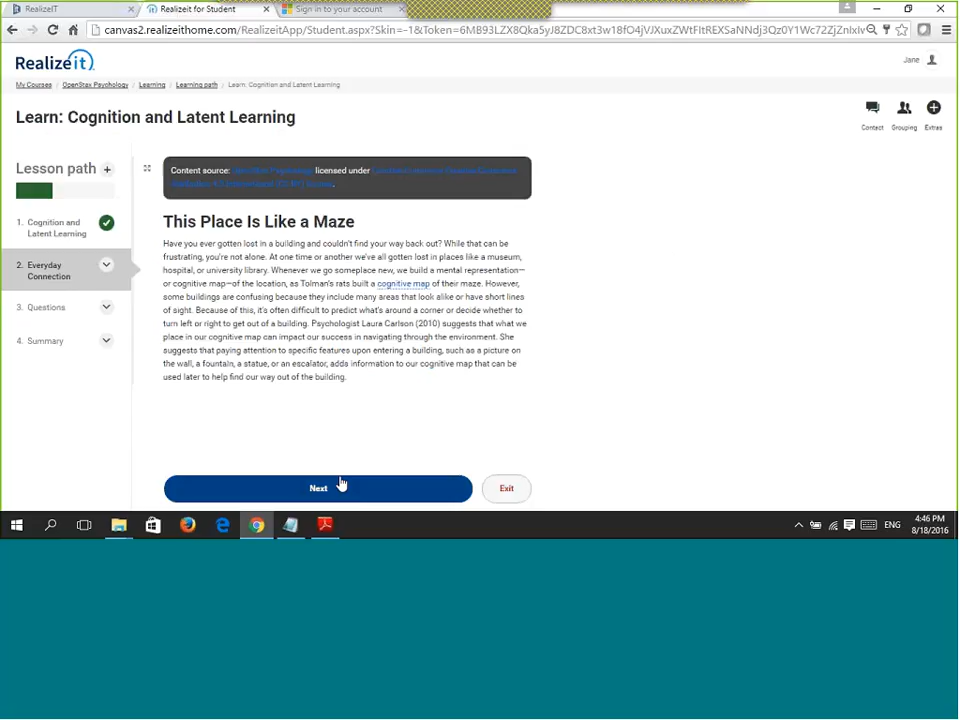 RealizeIT
Realizeit for Student
Sign in to your account
canvas2.realizeithome.com/RealizeitApp/Student.aspx?Skin=-1&Token=
Realizeit
Jane
My Courses / OpenStax Psychology / Learning / Learning path / Learn: Cognition and Latent Learning
Learn: Cognition and Latent Learning
Contact
Grouping
Extras
Lesson path
1. Cognition and
Latent Learning
2. Everyday
Connection
3. Questions
4. Summary
Content source: OpenStax Psychology licensed under
This Place Is Like a Maze
Have you ever gotten lost in a building and couldn't find your way back out? While that can be
frustrating, you're not alone. At one time or another we've all gotten lost in places like a museum,
hospital, or university library. Whenever we go someplace new, we build a mental representation—
or cognitive map—of the location, as Tolman's rats built a cognitive map of their maze. However,
some buildings are confusing because they include many areas that look alike or have short lines
of sight. Because of this, it's often difficult to predict what's around a corner or decide whether to
turn left or right to get out of a building. Psychologist Laura Carlson (2010) suggests that what we
place in our cognitive map can impact our success in navigating through the environment. She
suggests that paying attention to specific features upon entering a building, such as a picture on
the wall, a fountain, a statue, or an escalator, adds information to our cognitive map that can be
used later to help find our way out of the building.
Next
Exit
ENG
4:46 PM
8/18/2016